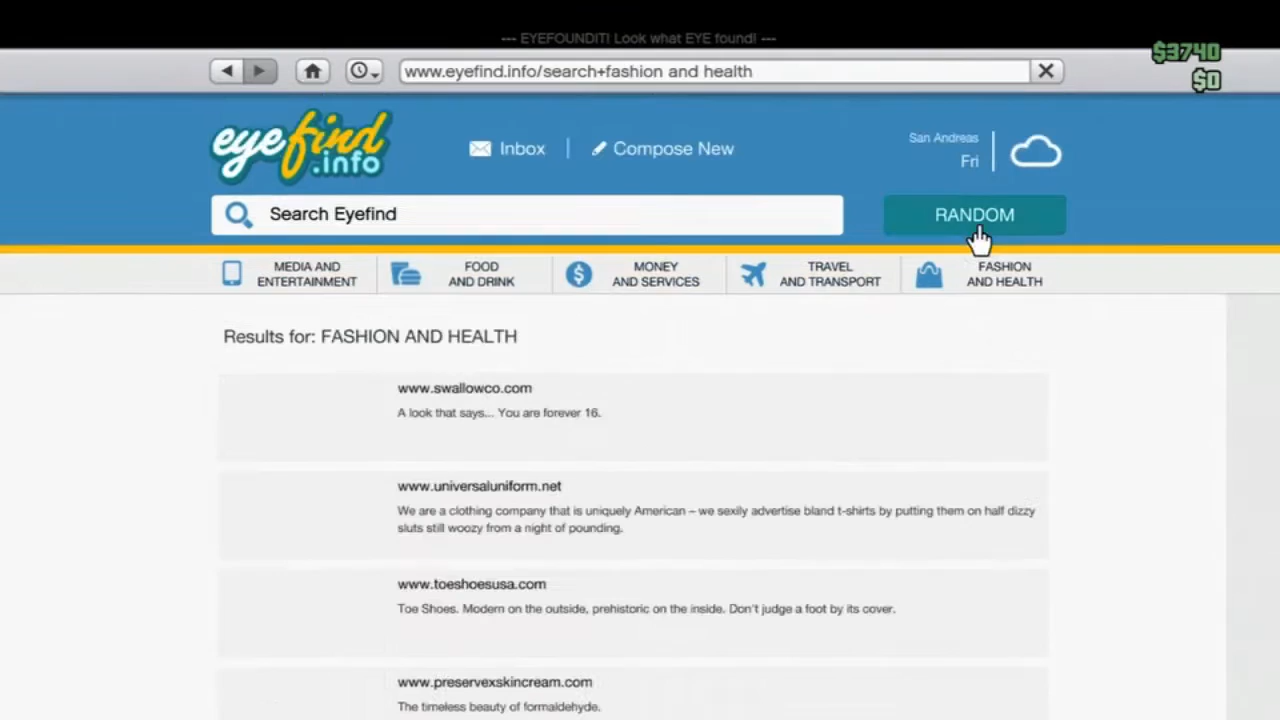 --- EYEFOUNDIT! Look what EYE found! ---
$3740
www.eyefind.info/search+fashion and health
$0
eyefind
.info
Inbox
Compose New
San Andreas
Fri
Search Eyefind
RANDOM
MEDIA AND
ENTERTAINMENT
FOOD
AND DRINK
MONEY
AND SERVICES
TRAVEL
AND TRANSPORT
FASHION
AND HEALTH
Results for: FASHION AND HEALTH
www.swallowco.com
A look that says... You are forever 16.
www.universaluniform.net
We are a clothing company that is uniquely American – we sexily advertise bland t-shirts by putting them on half dizzy
sluts still woozy from a night of pounding.
www.toeshoesusa.com
Toe Shoes. Modern on the outside, prehistoric on the inside. Don't judge a foot by its cover.
www.preservexskincream.com
The timeless beauty of formaldehyde.